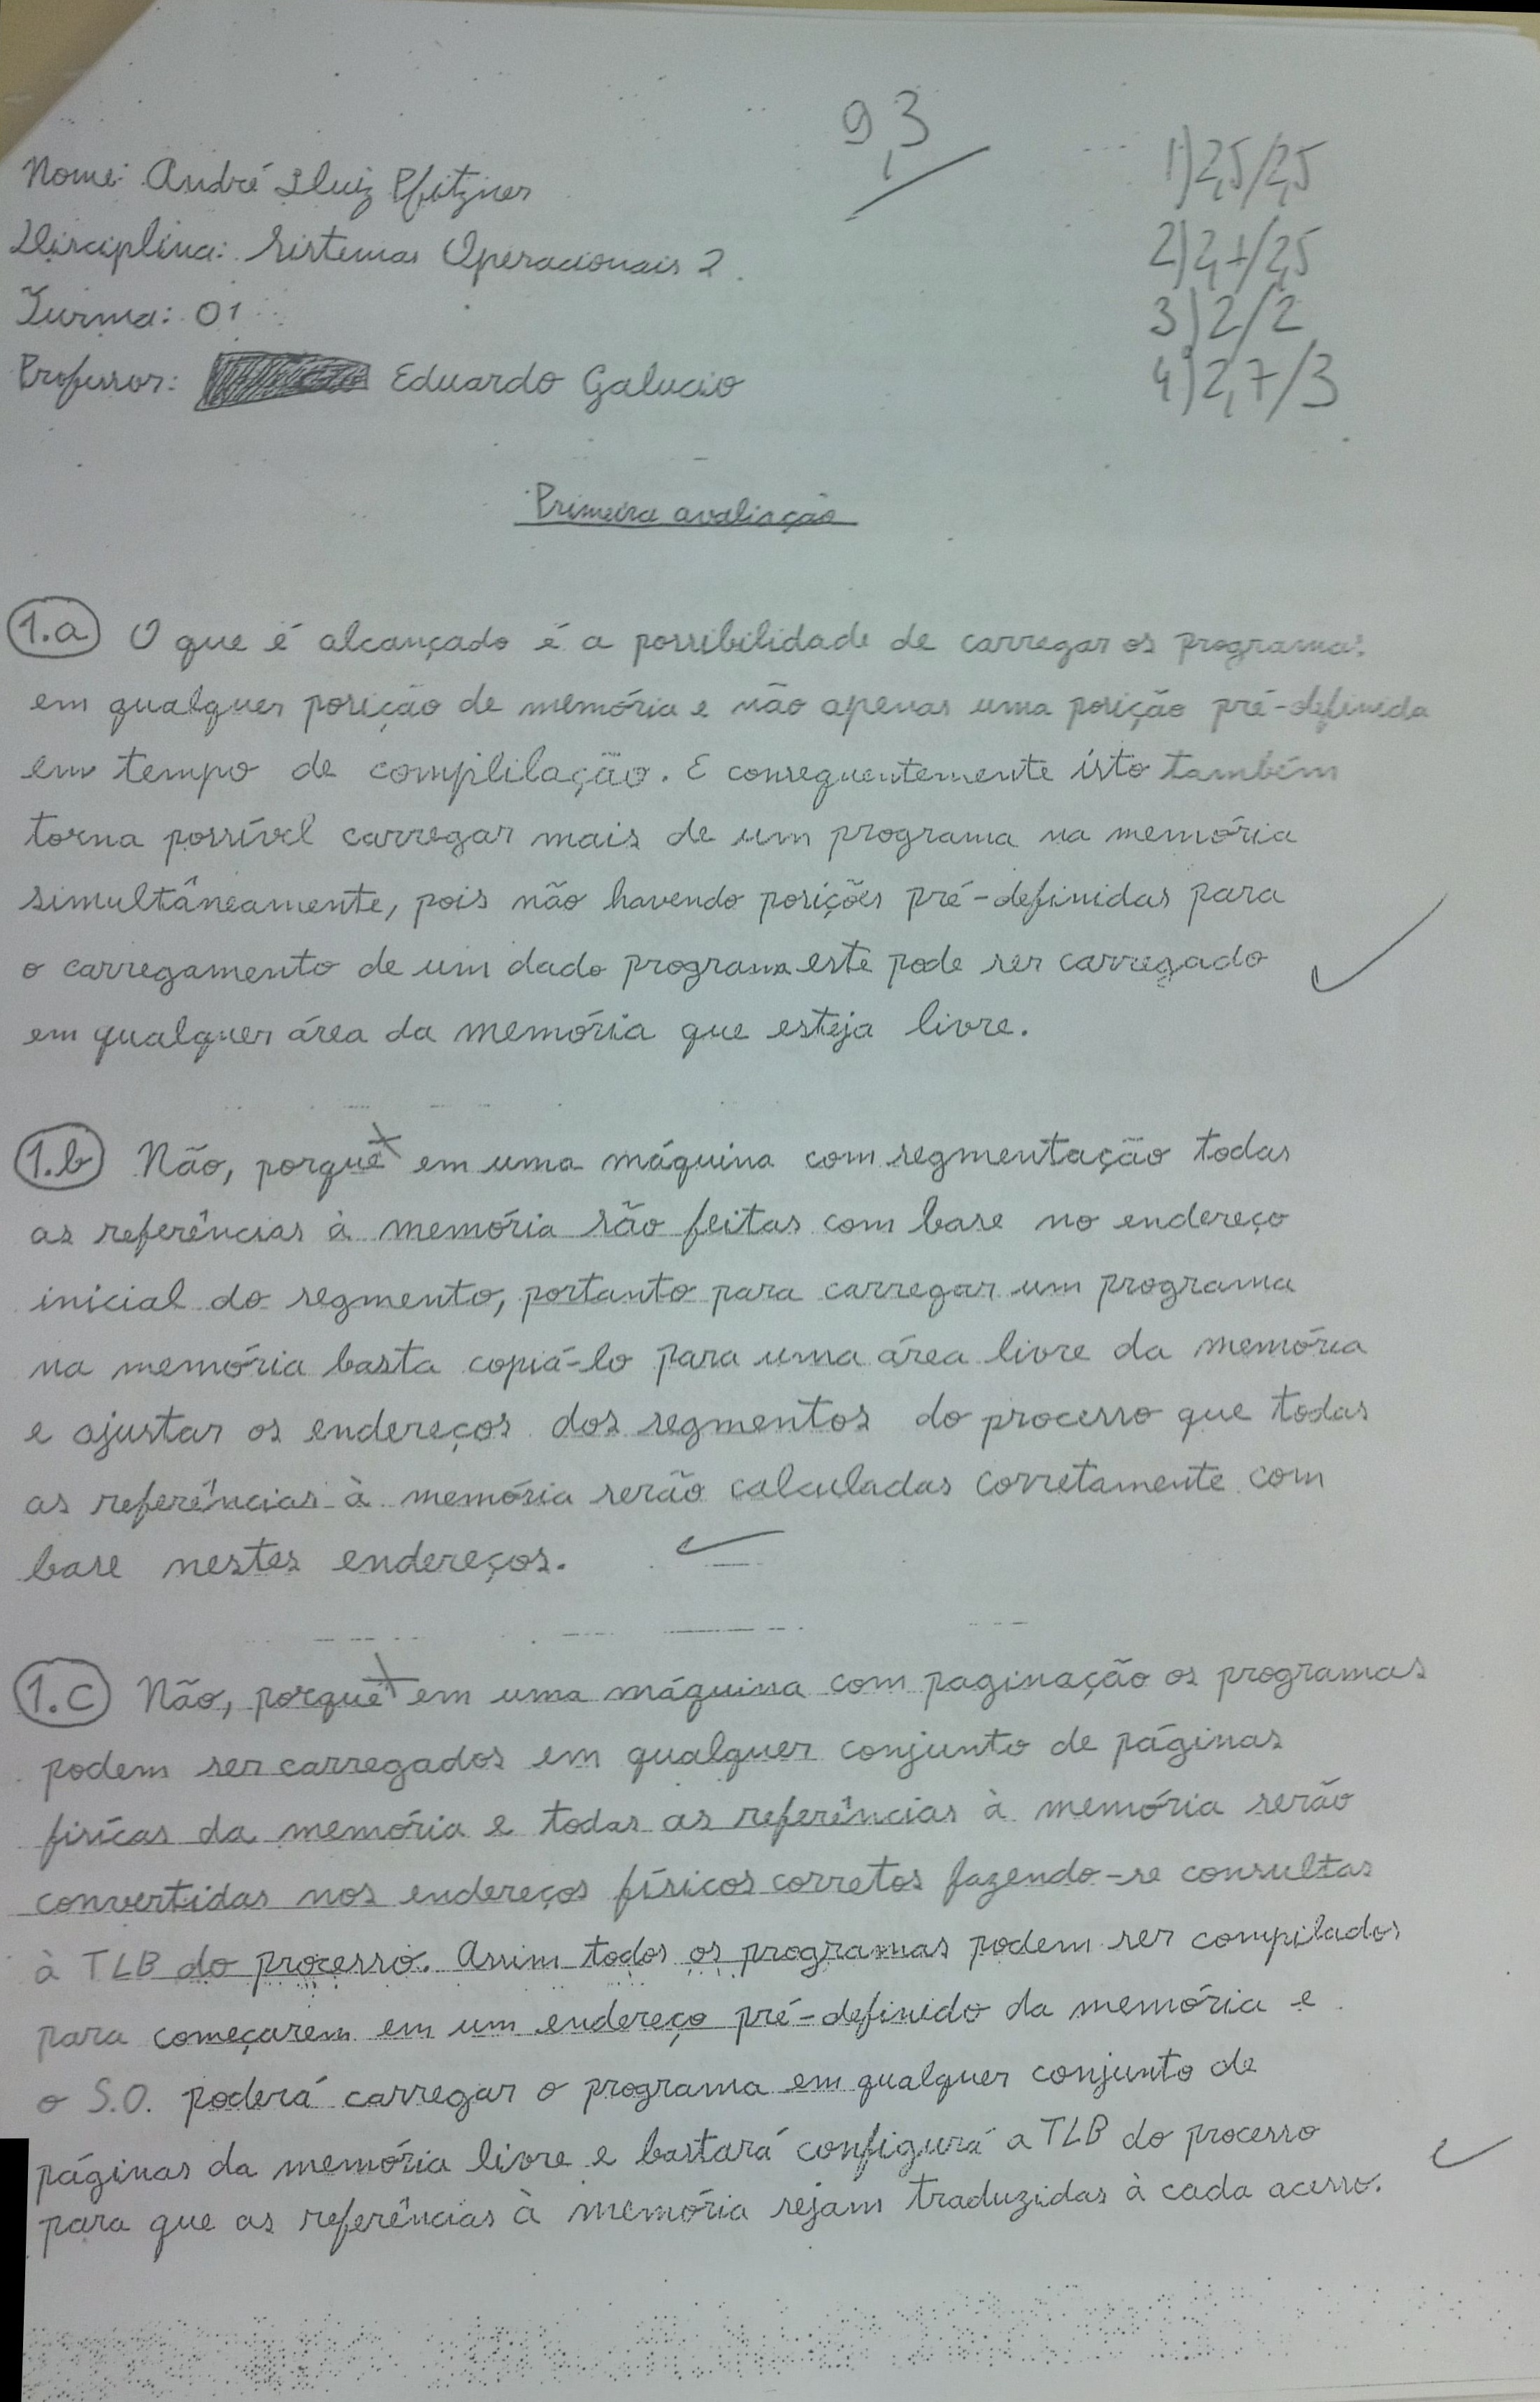 9,3
1) 2,5/2,5
2) 2,1/2,5
3) 2/2
4) 2,7/3
Nome: André Luiz Pfitzner
Disciplina: Sistemas Operacionais 2.
Turma: 01
Professor: Eduardo Galucio
Primeira avaliação
1.a O que é alcançado é a possibilidade de carregar os programas
em qualquer posição de memória e não apenas uma posição pré-definida
em tempo de complilação. E consequentemente isto também
torna possível carregar mais de um programa na memória
simultâneamente, pois não havendo posições pré-definidas para
o carregamento de um dado programa este pode ser carregado
em qualquer área da memória que esteja livre.
1.b Não, porquê em uma máquina com segmentação todas
as referências à memória são feitas com base no endereço
inicial do segmento, portanto para carregar um programa
na memória basta copiá-lo para uma área livre da memória
e ajustar os endereços dos segmentos do processo que todas
as referências à memória serão calculadas corretamente com
base nestes endereços.
1.c Não, porquê em uma máquina com paginação os programas
podem ser carregados em qualquer conjunto de páginas
fisícas da memória e todas as referências à memória serão
convertidas nos endereços físicos corretos fazendo-se consultas
à TLB do processo. Assim todos os programas podem ser compilados
para começarem em um endereço pré-definido da memória e
o S.O. poderá carregar o programa em qualquer conjunto de
páginas da memória livre e bastará configurá a TLB do processo
para que as referências à memória sejam traduzidas à cada acesso.